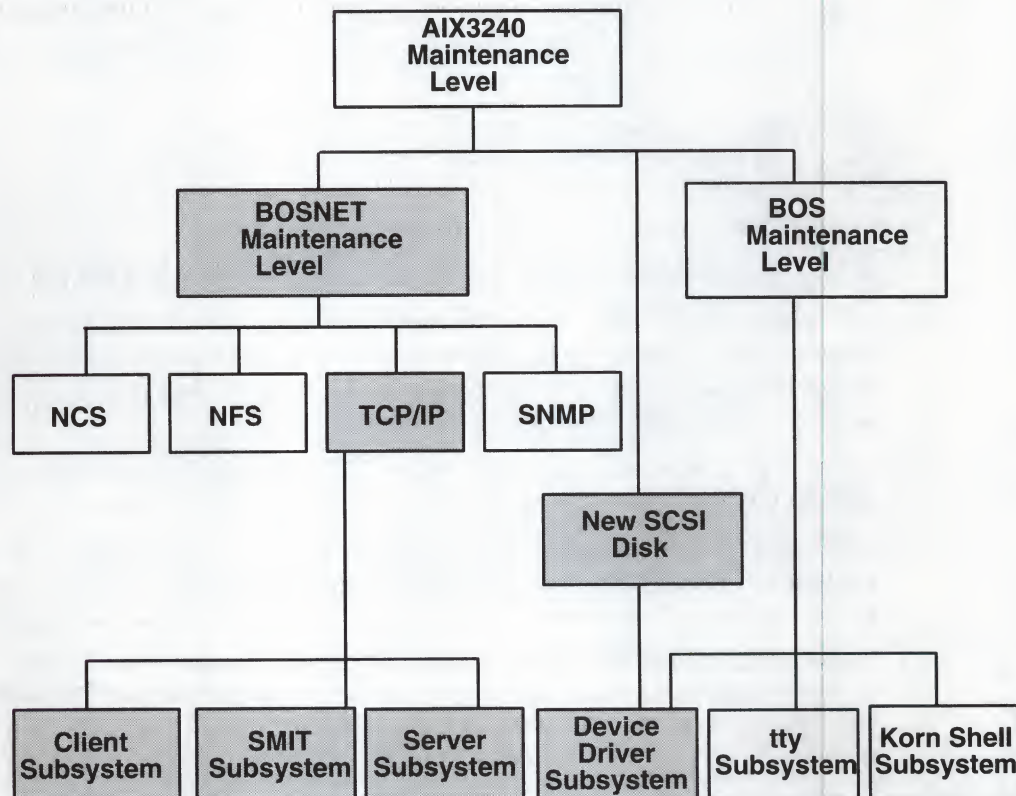 AIX3240
Maintenance
Level
BOSNET
Maintenance
Level
BOS
Maintenance
Level
NCS
NFS
TCP/IP
SNMP
New SCSI
Disk
Client
Subsystem
SMIT
Subsystem
Server
Subsystem
Device
Driver
Subsystem
tty
Subsystem
Korn Shell
Subsystem